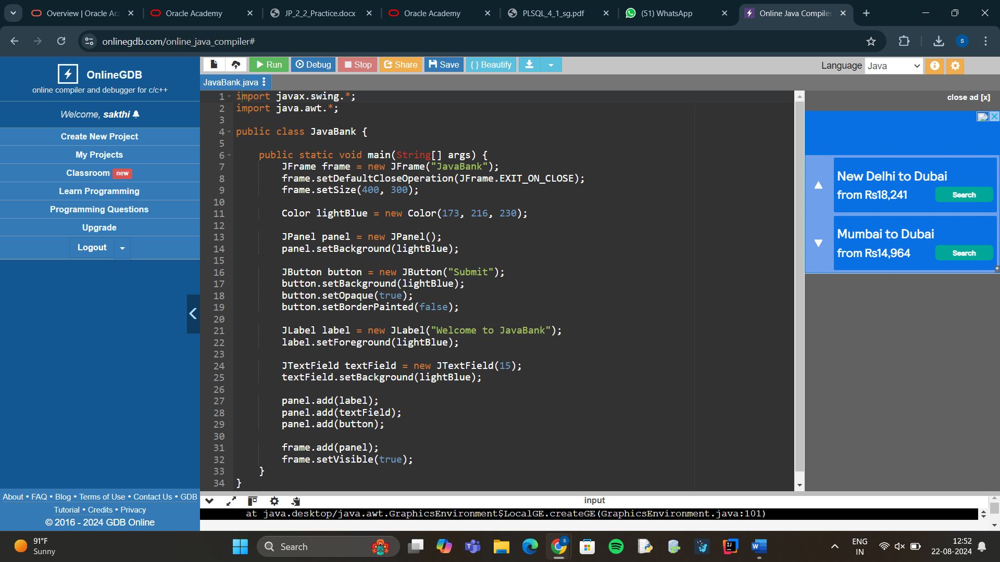 Overview | Oracle Ac
Oracle Academy
JP_2_2_Practice.docx
Oracle Academy
PLSQL_4_1_sg.pdf
(51) WhatsApp
Online Java Compiler
onlinegdb.com/online_java_compiler#
S
OnlineGDB
online compiler and debugger for c/c++
Welcome, sakthi
Create New Project
My Projects
Classroom new
Learn Programming
Programming Questions
Upgrade
Logout
About • FAQ • Blog • Terms of Use • Contact Us • GDB
Tutorial • Credits • Privacy
© 2016 - 2024 GDB Online
Run Debug Stop Share Save { } Beautify
Language Java
JavaBank.java
1 import javax.swing.*;
2 import java.awt.*;
3
4 public class JavaBank {
5
6 public static void main(String[] args) {
7 JFrame frame = new JFrame("JavaBank");
8 frame.setDefaultCloseOperation(JFrame.EXIT_ON_CLOSE);
9 frame.setSize(400, 300);
10
11 Color lightBlue = new Color(173, 216, 230);
12
13 JPanel panel = new JPanel();
14 panel.setBackground(lightBlue);
15
16 JButton button = new JButton("Submit");
17 button.setBackground(lightBlue);
18 button.setOpaque(true);
19 button.setBorderPainted(false);
20
21 JLabel label = new JLabel("Welcome to JavaBank");
22 label.setForeground(lightBlue);
23
24 JTextField textField = new JTextField(15);
25 textField.setBackground(lightBlue);
26
27 panel.add(label);
28 panel.add(textField);
29 panel.add(button);
30
31 frame.add(panel);
32 frame.setVisible(true);
33 }
34 }
close ad [x]
New Delhi to Dubai
from Rs18,241 Search
Mumbai to Dubai
from Rs14,964 Search
input
at java.desktop/java.awt.GraphicsEnvironment$LocalGE.createGE(GraphicsEnvironment.java:101)
91°F
Sunny
Search
ENG
IN
12:52
22-08-2024